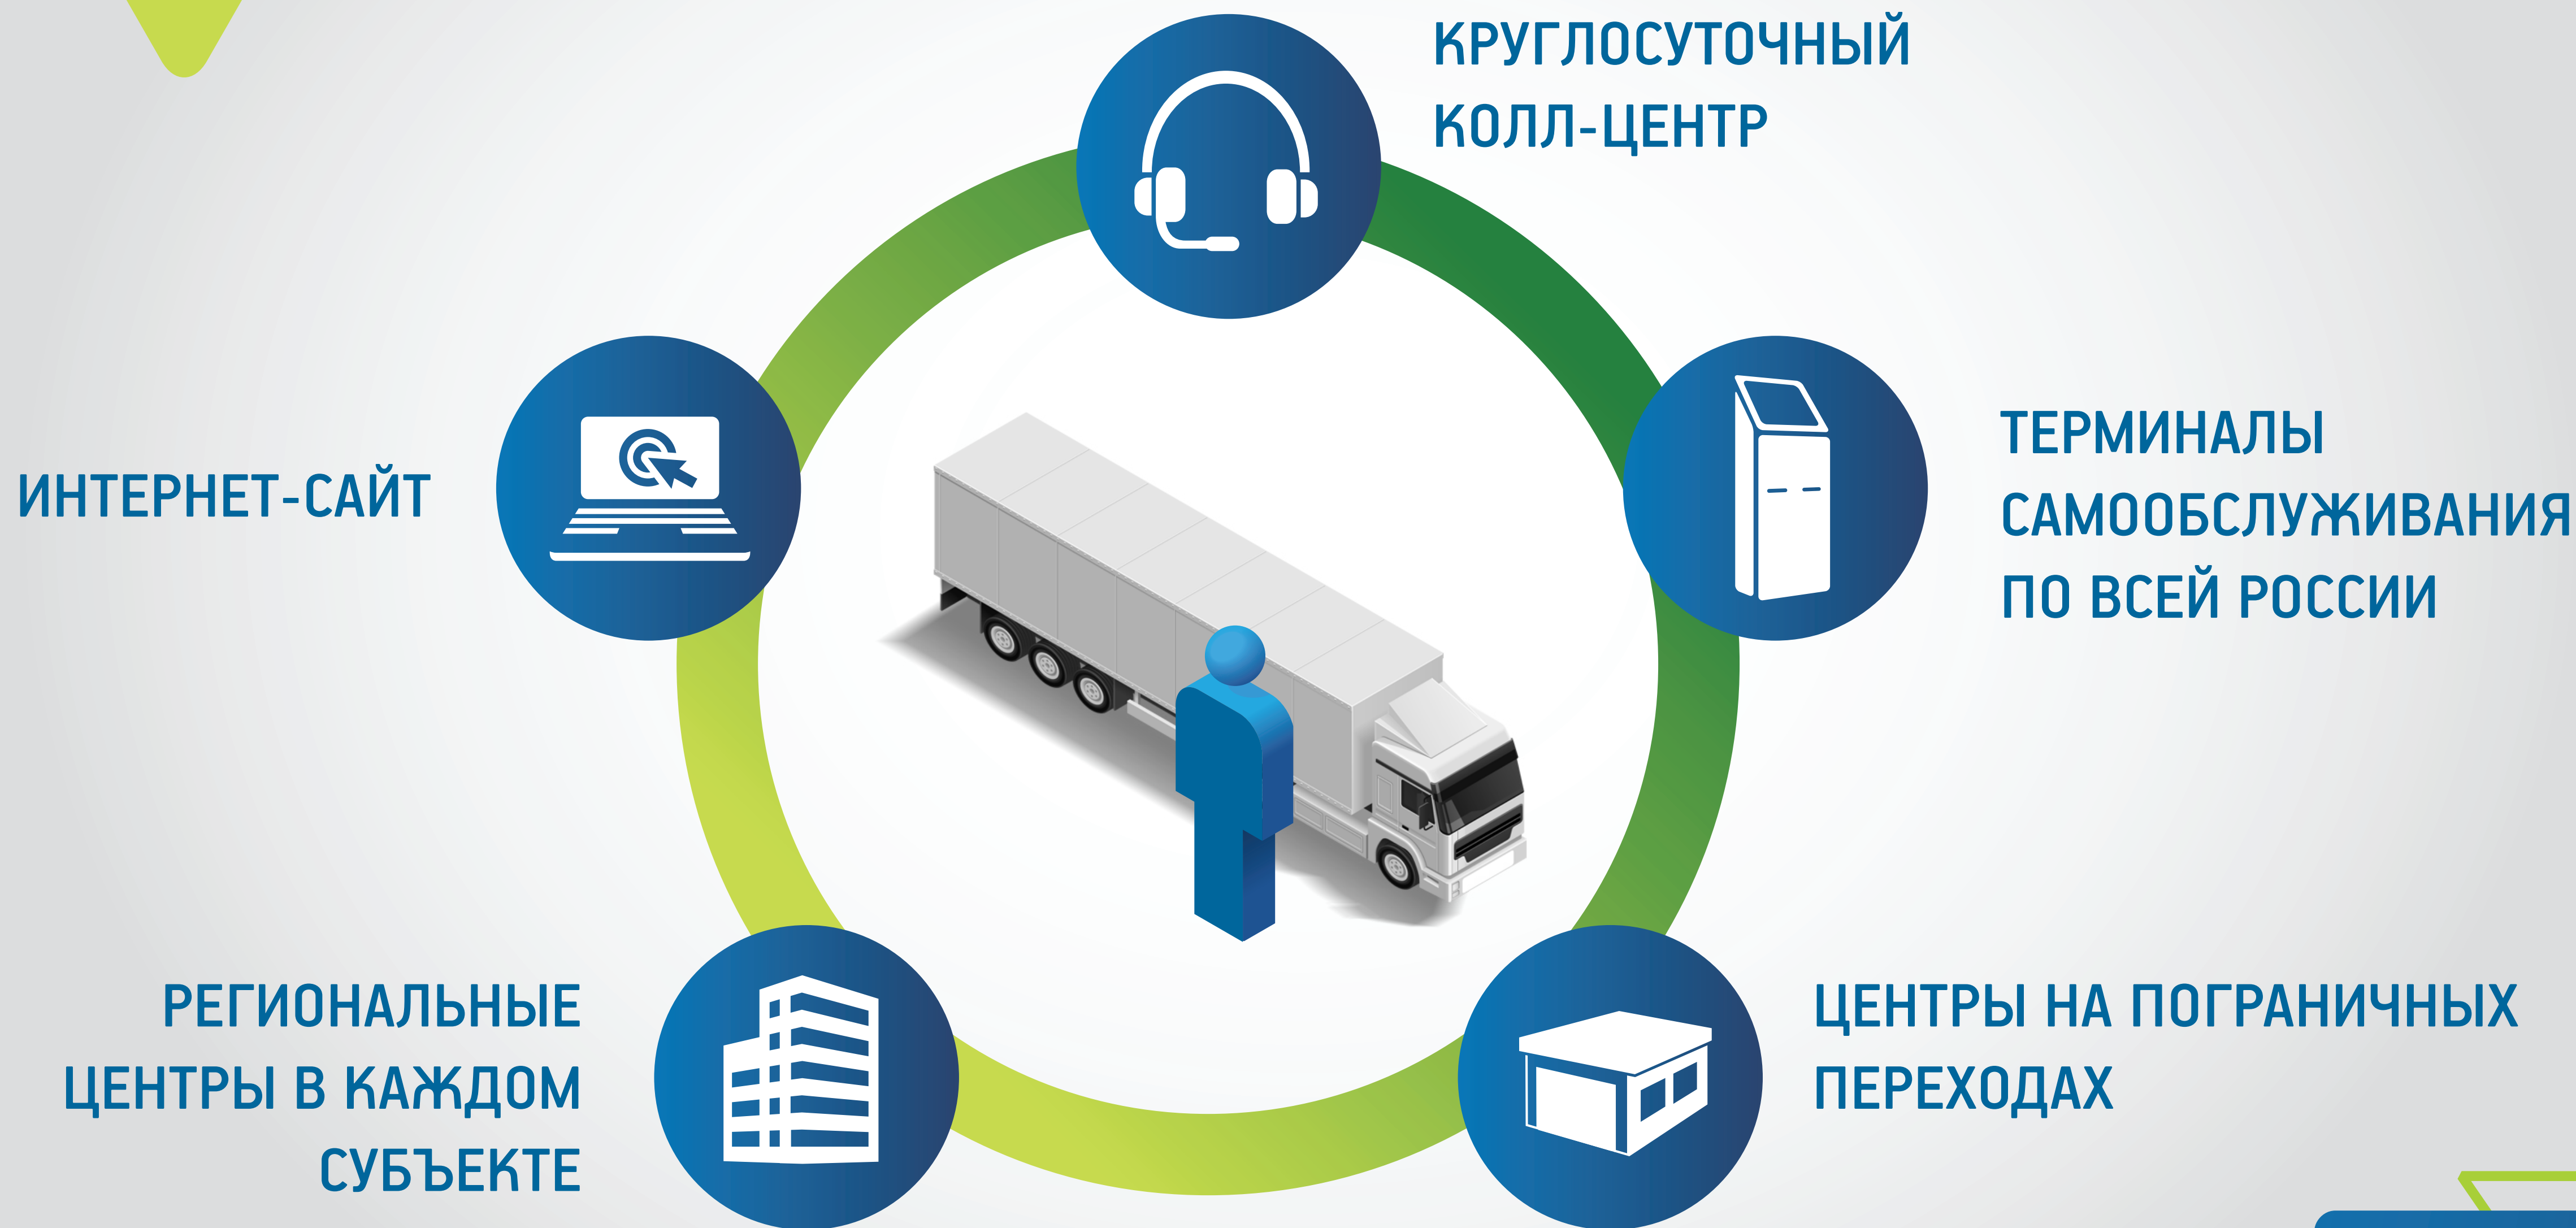 КРУГЛОСУТОЧНЫЙ
КОЛЛ-ЦЕНТР
ИНТЕРНЕТ-САЙТ
ТЕРМИНАЛЫ
САМООБСЛУЖИВАНИЯ
ПО ВСЕЙ РОССИИ
РЕГИОНАЛЬНЫЕ
ЦЕНТРЫ В КАЖДОМ
СУБЪЕКТЕ
ЦЕНТРЫ НА ПОГРАНИЧНЫХ
ПЕРЕХОДАХ